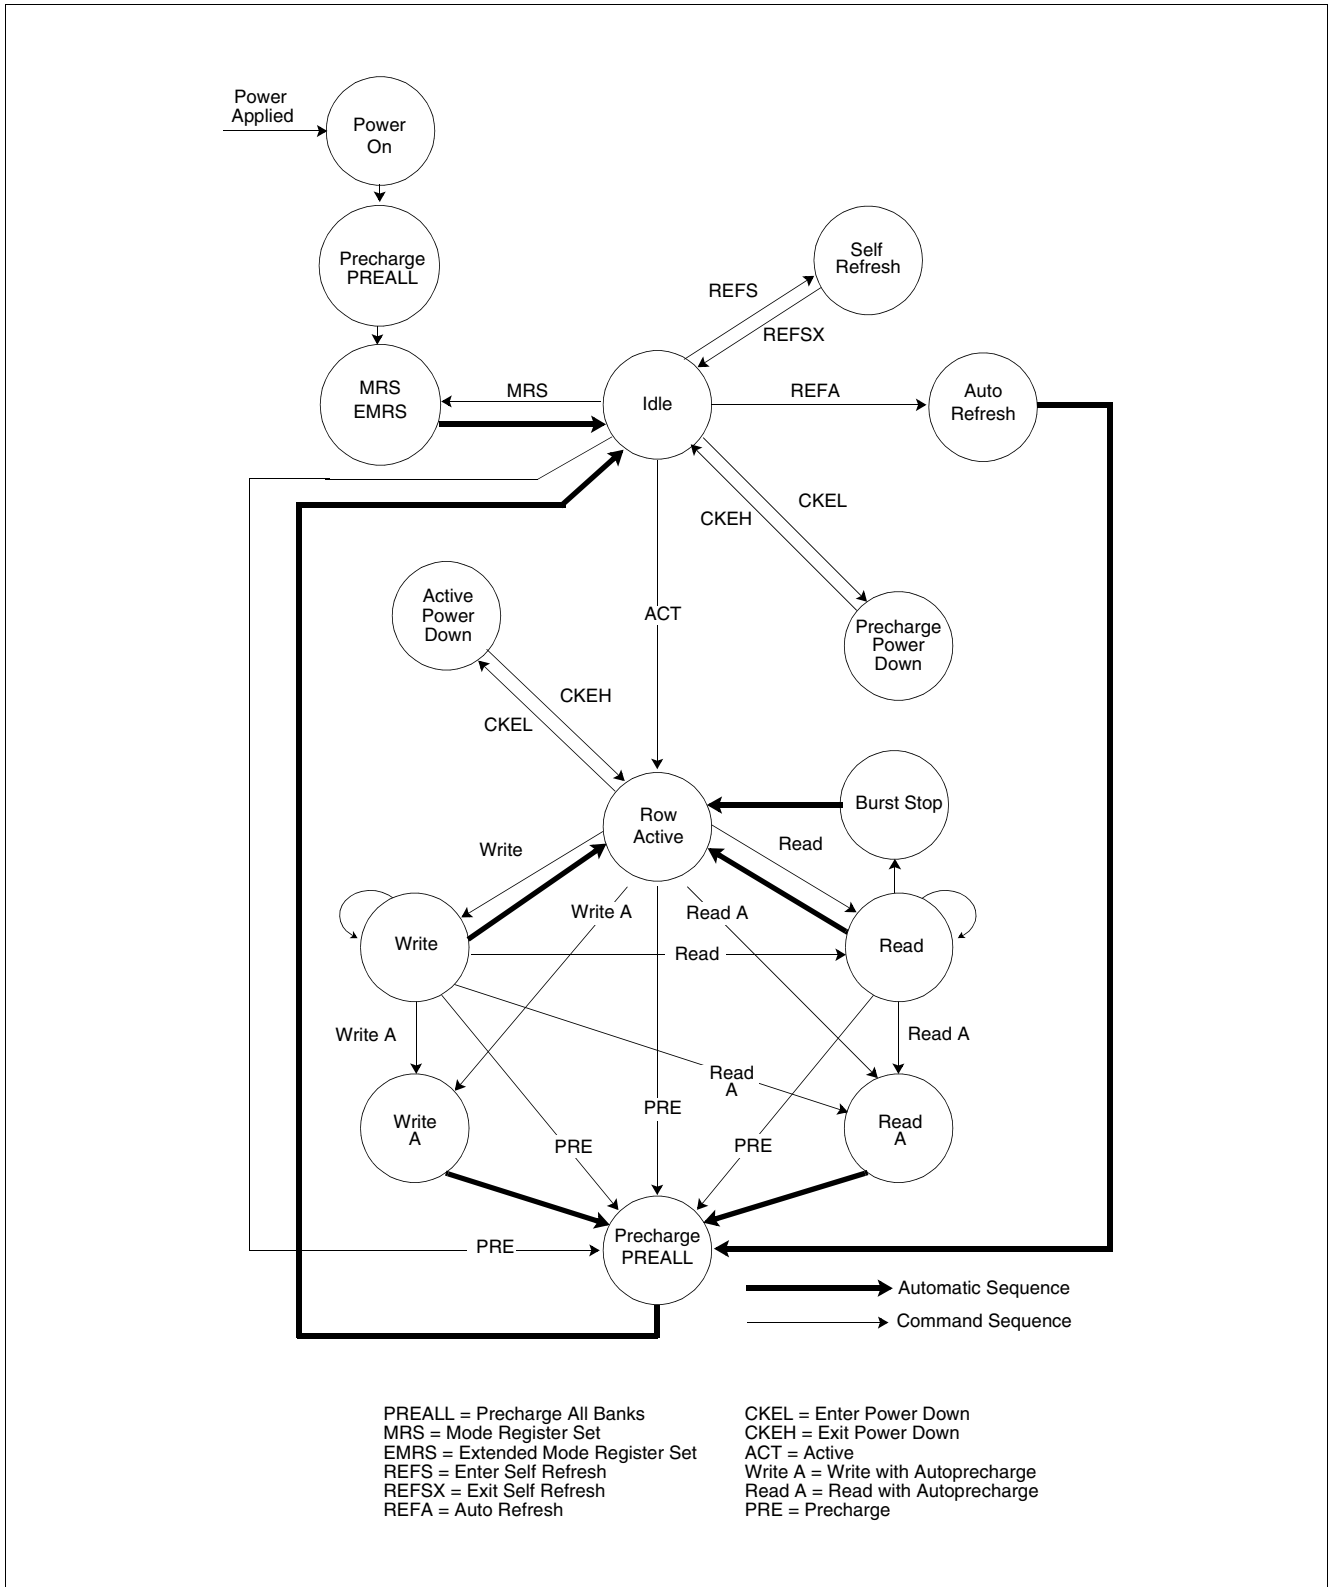 Power
Applied
Power
On
Precharge
PREALL
Self
Refresh
REFS
REFSX
MRS
EMRS
MRS
Idle
REFA
Auto
Refresh
CKEL
CKEH
Active
Power
Down
ACT
Precharge
Power
Down
CKEH
CKEL
Burst Stop
Row
Active
Write
Read
Write A
Read A
Write
Read
Read
Write A
Read A
Read
A
PRE
Write
A
Read
A
PRE
PRE
Precharge
PREALL
PRE
Automatic Sequence
Command Sequence
PREALL = Precharge All Banks
MRS = Mode Register Set
EMRS = Extended Mode Register Set
REFS = Enter Self Refresh
REFSX = Exit Self Refresh
REFA = Auto Refresh
CKEL = Enter Power Down
CKEH = Exit Power Down
ACT = Active
Write A = Write with Autoprecharge
Read A = Read with Autoprecharge
PRE = Precharge